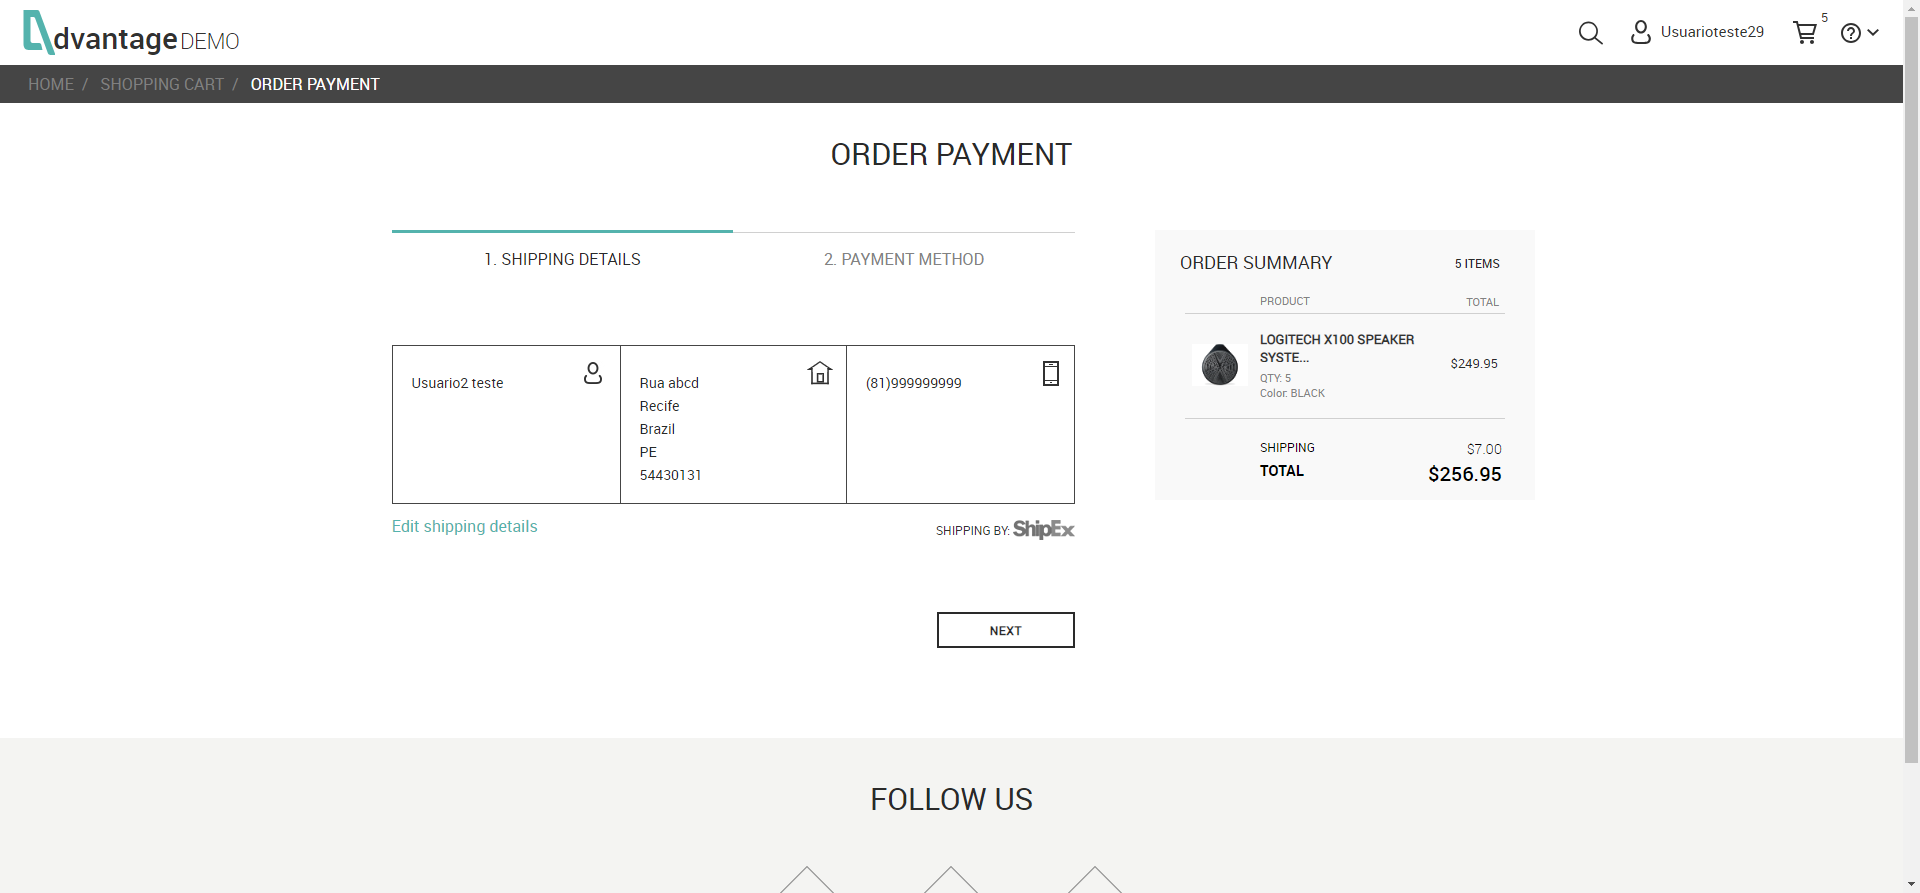 dvantage DEMO
Usuarioteste29
5
HOME / SHOPPING CART / ORDER PAYMENT
ORDER PAYMENT
1. SHIPPING DETAILS
2. PAYMENT METHOD
Usuario2 teste
Rua abcd
Recife
Brazil
PE
54430131
(81)999999999
Edit shipping details
SHIPPING BY: ShipEx
NEXT
ORDER SUMMARY
5 ITEMS
PRODUCT
TOTAL
LOGITECH X100 SPEAKER
SYSTE...
QTY: 5
Color: BLACK
$249.95
SHIPPING
$7.00
TOTAL
$256.95
FOLLOW US